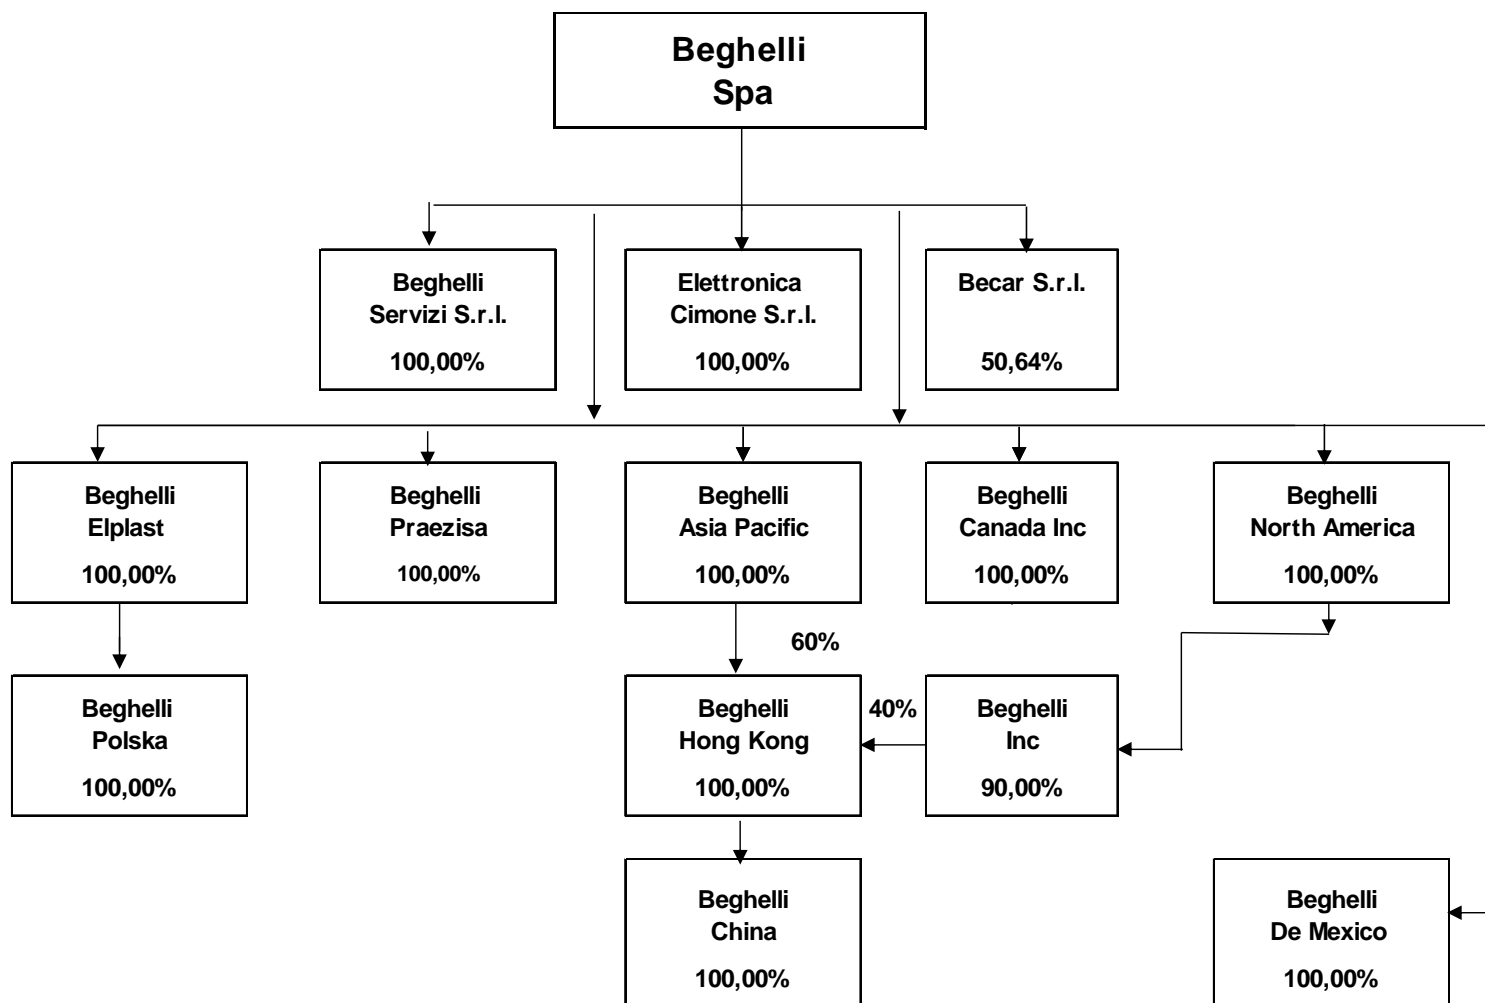 Beghelli
Spa
Beghelli
Servizi S.r.l.
100,00%
Elettronica
Cimone S.r.l.
100,00%
Becar S.r.l.
50,64%
Beghelli
Elplast
100,00%
Beghelli
Praezisa
100,00%
Beghelli
Asia Pacific
100,00%
Beghelli
Canada Inc
100,00%
Beghelli
North America
100,00%
60%
Beghelli
Polska
100,00%
Beghelli
Hong Kong
100,00%
40%
Beghelli
Inc
90,00%
Beghelli
China
100,00%
Beghelli
De Mexico
100,00%